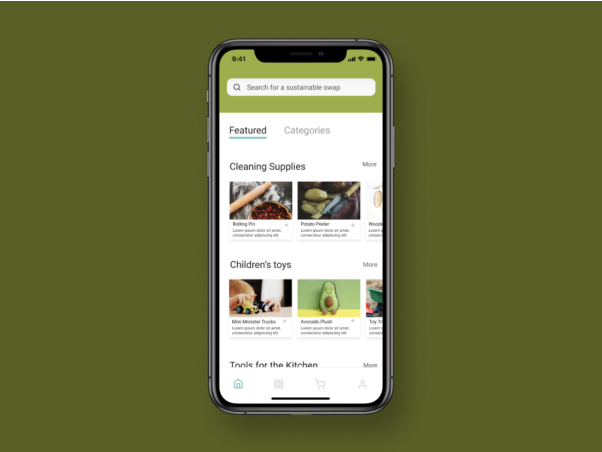 9:41
Search for a sustainable swap
Featured Categories
Cleaning Supplies More
Rolling Pin
Lorem ipsum dolor sit amet,
consectetur adipiscing elit.
Potato Peeler
Lorem ipsum dolor sit amet,
consectetur adipiscing elit.
Children's toys More
Mini Monster Trucks
Lorem ipsum dolor sit amet,
consectetur adipiscing elit.
Avocado Plush
Lorem ipsum dolor sit amet,
consectetur adipiscing elit.
Toy
Tools for the Kitchen More